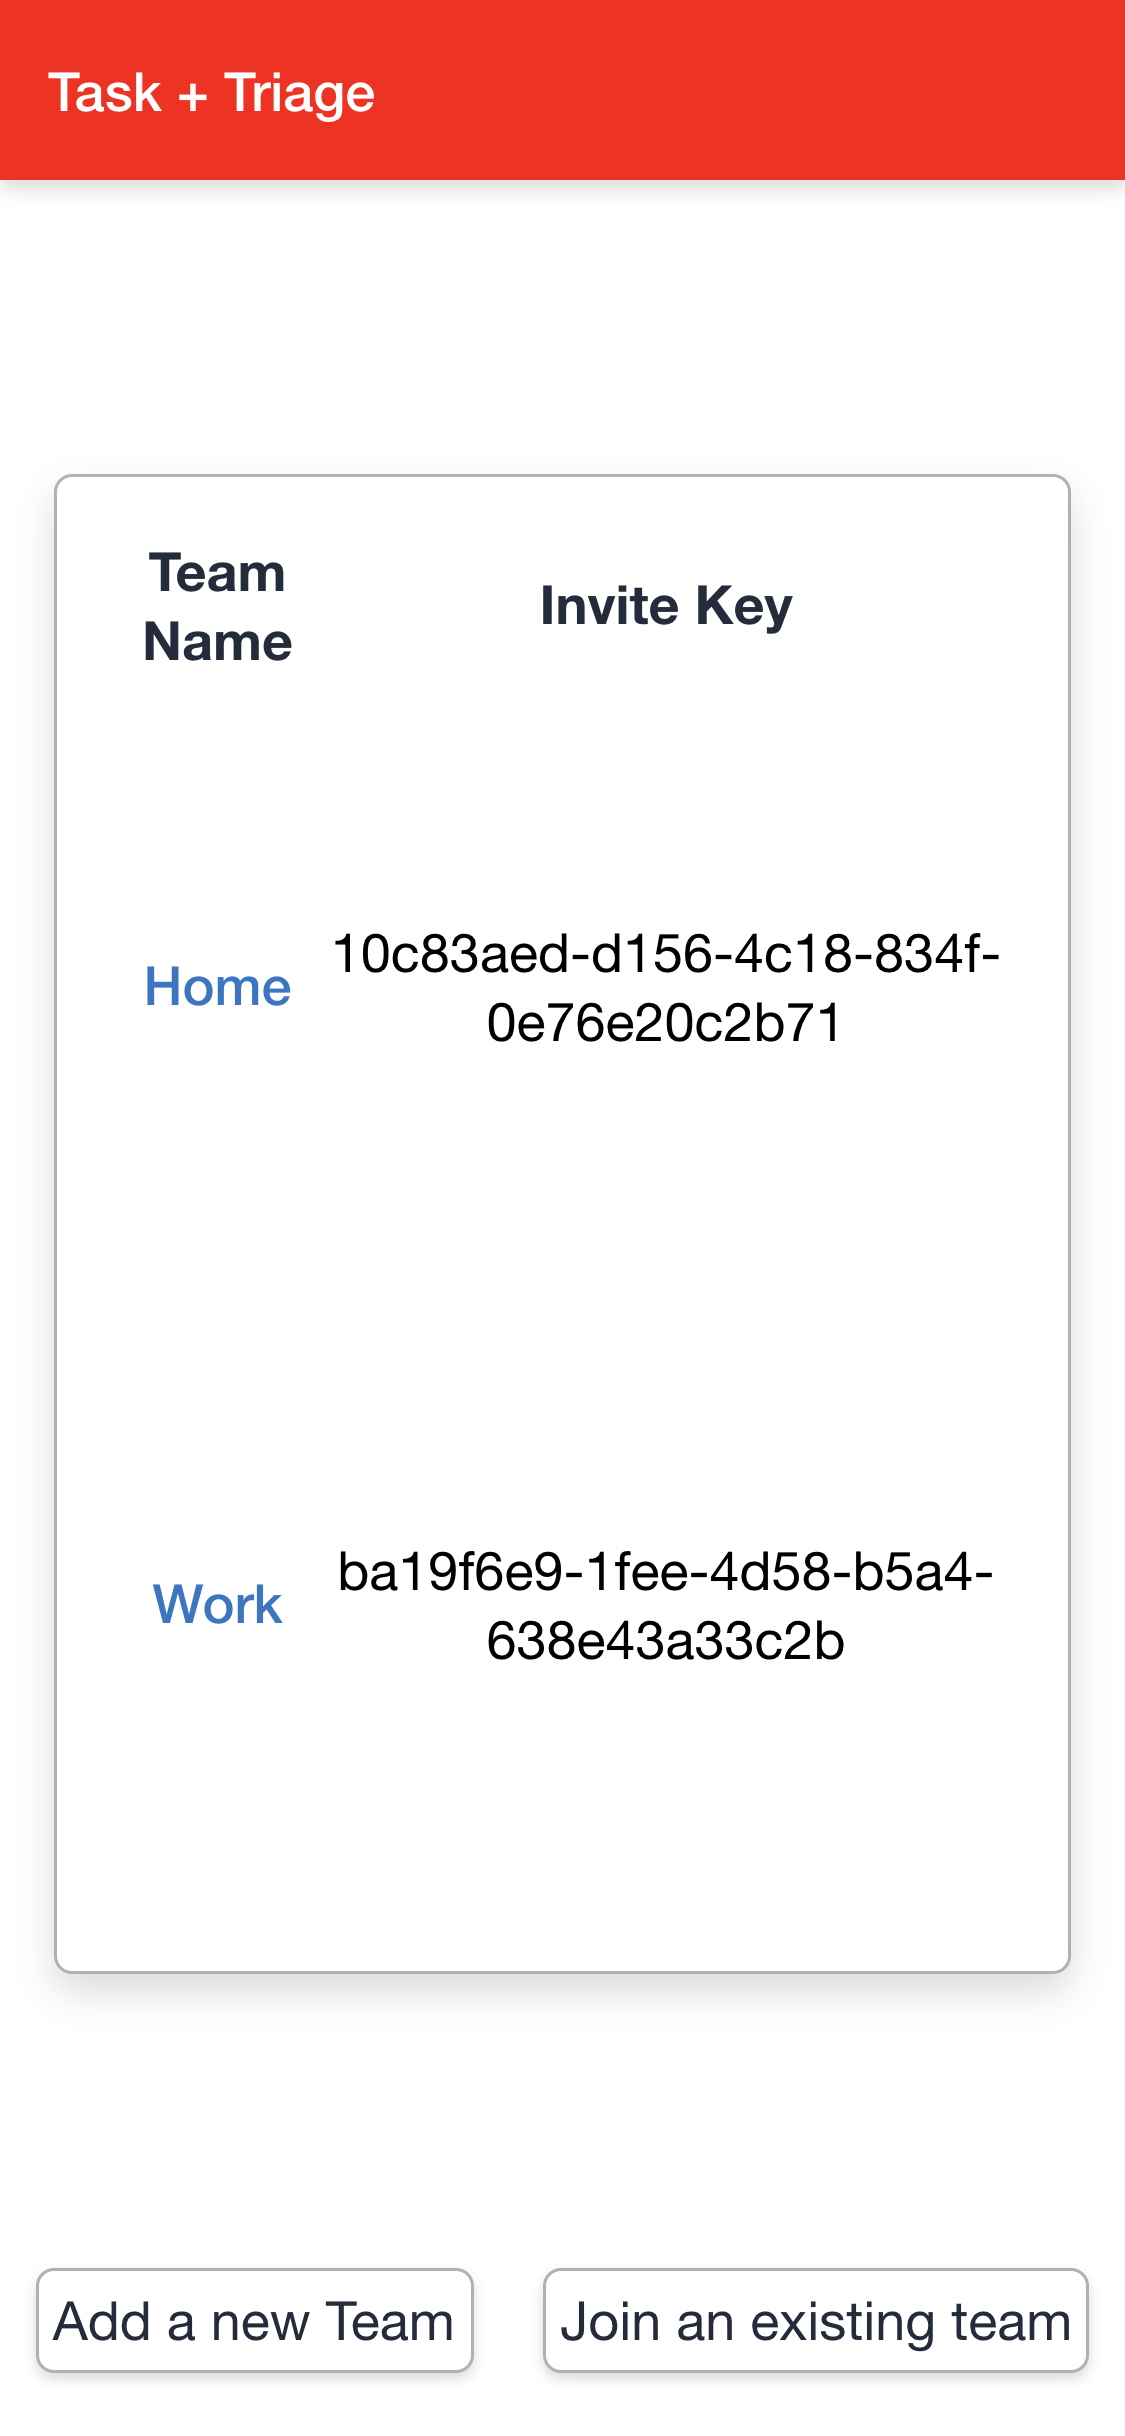 Task + Triage
Team
Name
Invite Key
Home
10c83aed-d156-4c18-834f-
0e76e20c2b71
Work
ba19f6e9-1fee-4d58-b5a4-
638e43a33c2b
Add a new Team
Join an existing team